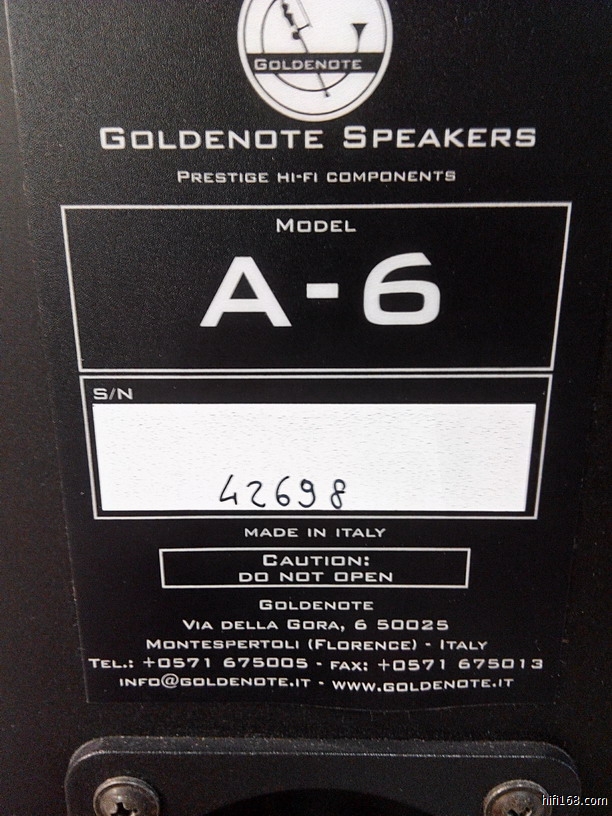 GOLDENOTE
GOLDENOTE SPEAKERS
PRESTIGE HI-FI COMPONENTS
MODEL
A-6
S/N
42698
MADE IN ITALY
CAUTION:
DO NOT OPEN
GOLDENOTE
VIA DELLA GORA, 6 50025
MONTESPERTOLI (FLORENCE) - ITALY
TEL.: +0571 675005 - FAX: +0571 675013
INFO@GOLDENOTE.IT - WWW.GOLDENOTE.IT
hifi168.com